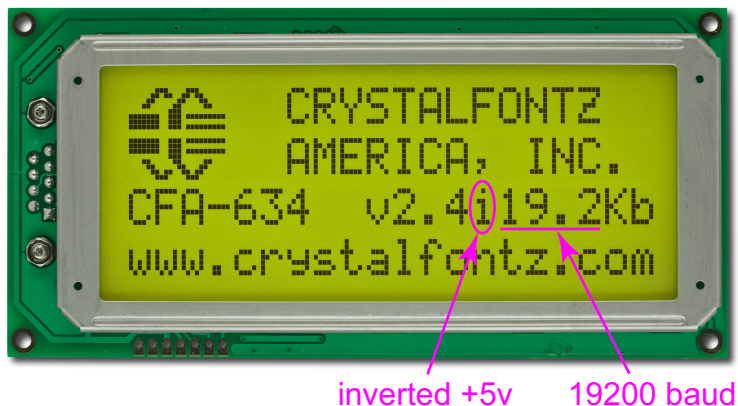 CRYSTALFONTZ
AMERICA, INC.
CFA-634 v2.4i19.2Kb
www.crystalfontz.com
inverted +5v 19200 baud